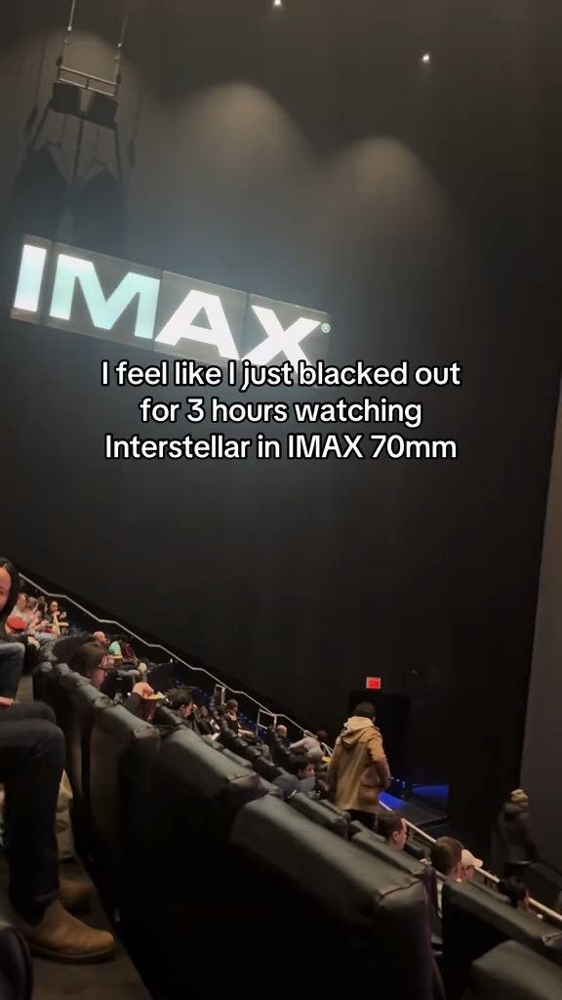 IMAX®
I feel like I just blacked out
for 3 hours watching
Interstellar in IMAX 70mm